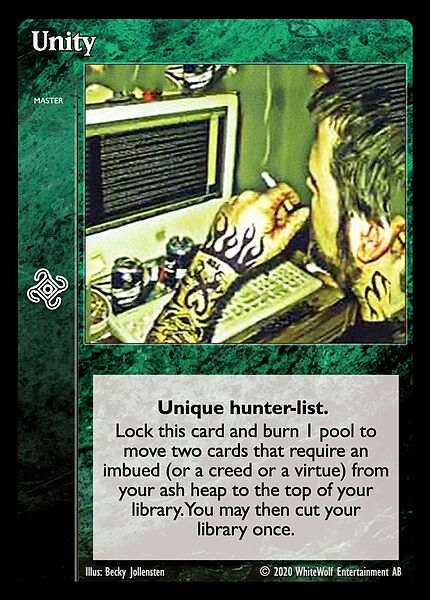 Unity
MASTER
Unique hunter-list.
Lock this card and burn 1 pool to
move two cards that require an
imbued (or a creed or a virtue) from
your ash heap to the top of your
library.You may then cut your
library once.
Illus: Becky Jollensten
© 2020 WhiteWolf Entertainment AB